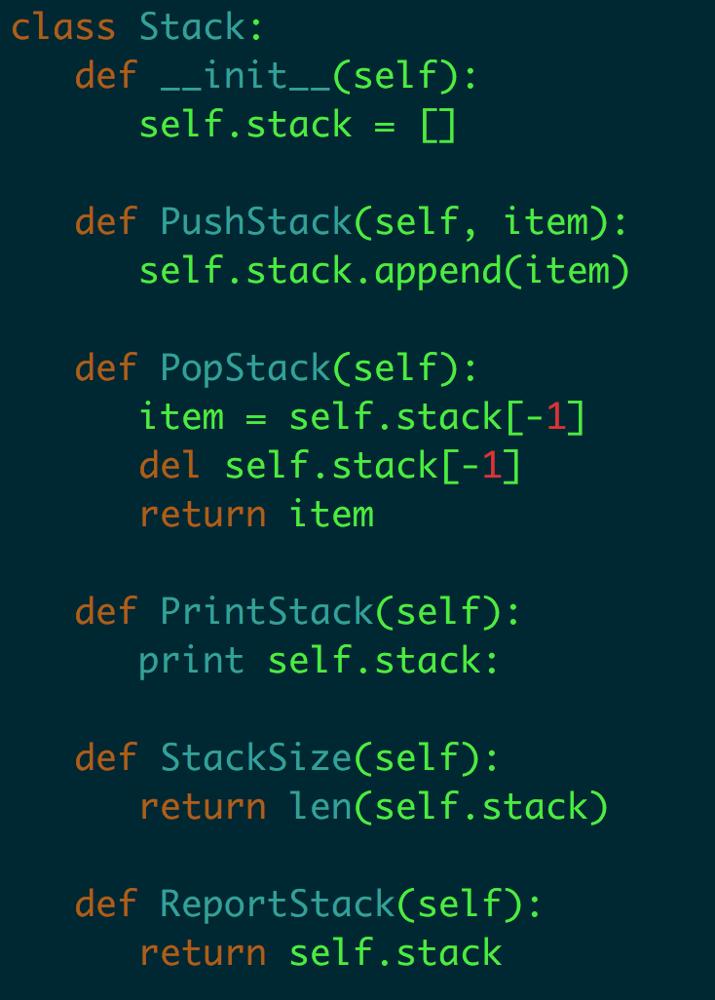 class Stack:
   def __init__(self):
      self.stack = []

   def PushStack(self, item):
      self.stack.append(item)

   def PopStack(self):
      item = self.stack[-1]
      del self.stack[-1]
      return item

   def PrintStack(self):
      print self.stack:

   def StackSize(self):
      return len(self.stack)

   def ReportStack(self):
      return self.stack